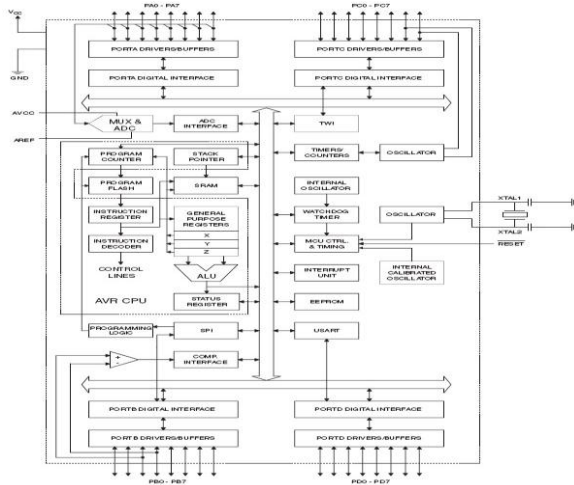 PA0 - PA7
PC0 - PC7
VCC
GND
PORTA DRIVERS/BUFFERS
PORTC DRIVERS/BUFFERS
PORTA DIGITAL INTERFACE
PORTC DIGITAL INTERFACE
AVCC
AREF
MUX & ADC
ADC INTERFACE
TWI
PROGRAM COUNTER
STACK POINTER
TIMERS/ COUNTERS
OSCILLATOR
PROGRAM FLASH
SRAM
INTERNAL OSCILLATOR
XTAL1
INSTRUCTION REGISTER
GENERAL PURPOSE REGISTERS
WATCHDOG TIMER
OSCILLATOR
X
Y
Z
XTAL2
RESET
INSTRUCTION DECODER
MCU CTRL. & TIMING
CONTROL LINES
ALU
INTERRUPT UNIT
INTERNAL CALIBRATED OSCILLATOR
AVR CPU
STATUS REGISTER
EEPROM
PROGRAMMING LOGIC
SPI
USART
+
-
COMP. INTERFACE
PORTB DIGITAL INTERFACE
PORTD DIGITAL INTERFACE
PORTB DRIVERS/BUFFERS
PORTD DRIVERS/BUFFERS
PB0 - PB7
PD0 - PD7